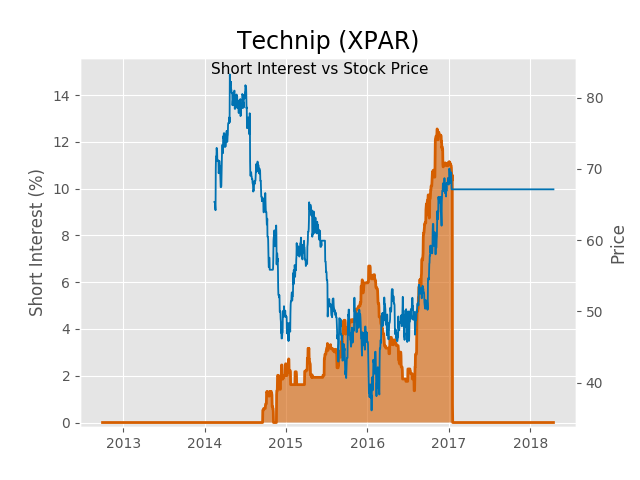 Technip (XPAR)
Short Interest vs Stock Price
14
12
10
8
6
4
2
0
Short Interest (%)
80
70
60
50
40
Price
2013 2014 2015 2016 2017 2018